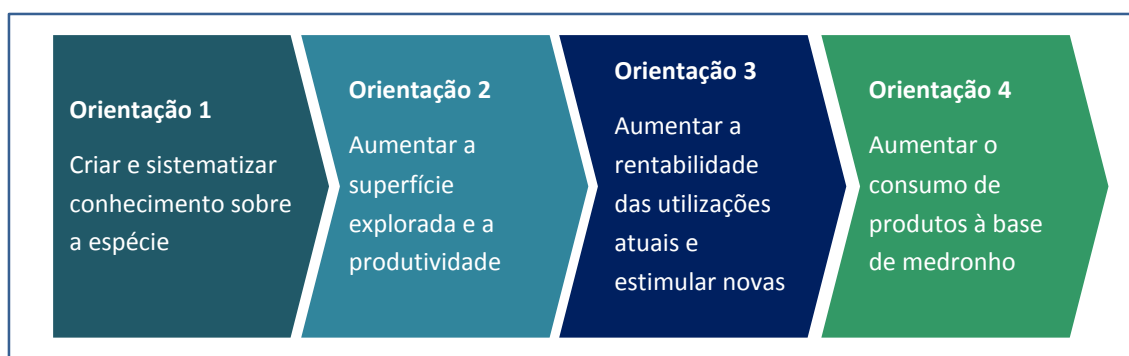 Orientação 1
Criar e sistematizar
conhecimento sobre
a espécie
Orientação 2
Aumentar a
superfície
explorada e a
produtividade
Orientação 3
Aumentar a
rentabilidade
das utilizações
atuais e
estimular novas
Orientação 4
Aumentar o
consumo de
produtos à base
de medronho